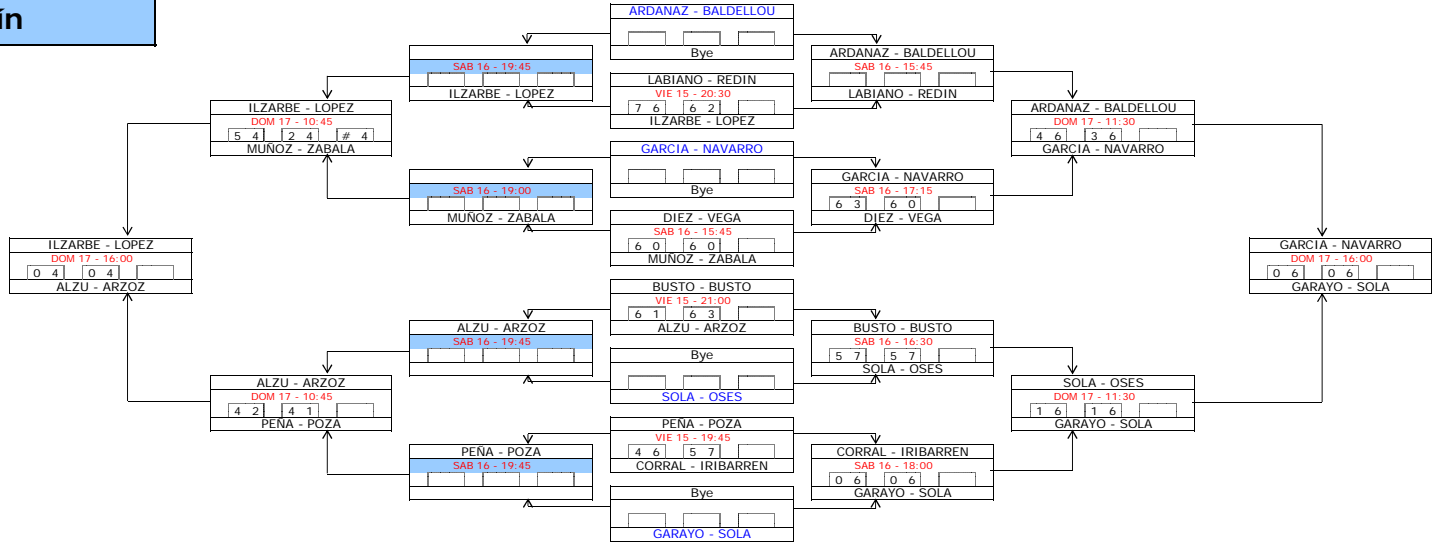 ín
ILZARBE - LOPEZ
DOM 17 - 16:00
0 4 0 4
ALZU - ARZOZ
ILZARBE - LOPEZ
DOM 17 - 10:45
5 4 2 4 # 4
MUÑOZ - ZABALA
ALZU - ARZOZ
DOM 17 - 10:45
4 2 4 1
PEÑA - POZA
SAB 16 - 19:45
ILZARBE - LOPEZ
SAB 16 - 19:00
MUÑOZ - ZABALA
ALZU - ARZOZ
SAB 16 - 19:45
PEÑA - POZA
SAB 16 - 19:45
ARDANAZ - BALDELLOU
Bye
LABIANO - REDIN
VIE 15 - 20:30
7 6 6 2
ILZARBE - LOPEZ
GARCIA - NAVARRO
Bye
DIEZ - VEGA
SAB 16 - 15:45
6 0 6 0
MUÑOZ - ZABALA
BUSTO - BUSTO
VIE 15 - 21:00
6 1 6 3
ALZU - ARZOZ
Bye
SOLA - OSES
PEÑA - POZA
VIE 15 - 19:45
4 6 5 7
CORRAL - IRIBARREN
Bye
GARAYO - SOLA
ARDANAZ - BALDELLOU
SAB 16 - 15:45
LABIANO - REDIN
GARCIA - NAVARRO
SAB 16 - 17:15
6 3 6 0
DIEZ - VEGA
BUSTO - BUSTO
SAB 16 - 16:30
5 7 5 7
SOLA - OSES
CORRAL - IRIBARREN
SAB 16 - 18:00
0 6 0 6
GARAYO - SOLA
ARDANAZ - BALDELLOU
DOM 17 - 11:30
4 6 3 6
GARCIA - NAVARRO
SOLA - OSES
DOM 17 - 11:30
1 6 1 6
GARAYO - SOLA
GARCIA - NAVARRO
DOM 17 - 16:00
0 6 0 6
GARAYO - SOLA